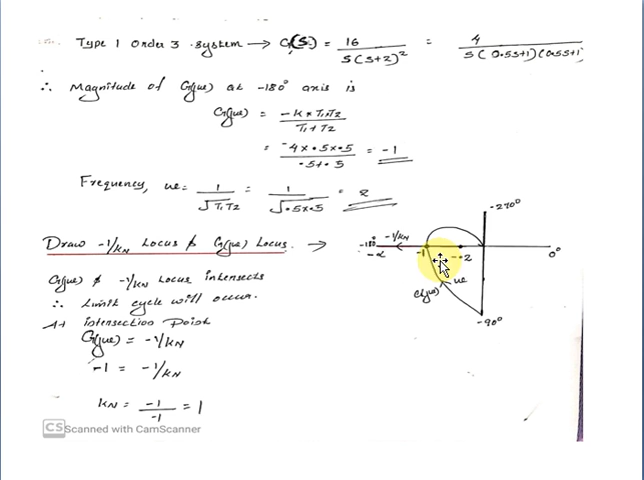 Type 1 Order 3 System → G(S) = 16 / S(S+2)² = 4 / S(0.5S+1)(0.5S+1)
∴ Magnitude of G(jω) at -180° axis is
G(jω) = -K * T1T2 / T1+T2
= -4 x .5 x .5 / .5+.5 = -1
Frequency, ω = 1 / √T1T2 = 1 / √.5x.5 = 2
Draw -1/KN Locus & G(jω) Locus. →
G(jω) & -1/KN Locus intersects
∴ Limit cycle will occur.
At intersection Point
G(jω) = -1/KN
-1 = -1/KN
KN = -1 / -1 = 1
-270°
-180°
-α
-1/KN
-1
-.2
0°
ω
G(jω)
-90°
CS Scanned with CamScanner